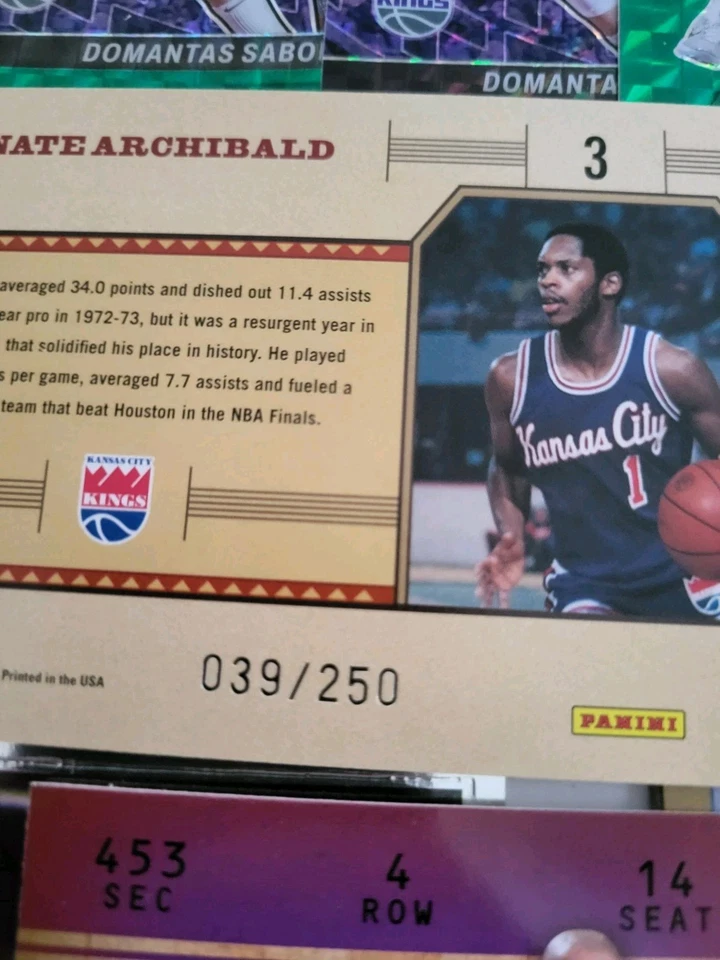 KINGS
DOMANTAS SABO
DOMANTA
NATE ARCHIBALD
3
averaged 34.0 points and dished out 11.4 assists
ear pro in 1972-73, but it was a resurgent year in
that solidified his place in history. He played
s per game, averaged 7.7 assists and fueled a
team that beat Houston in the NBA Finals.
Kansas City
1
KANSAS CITY
KINGS
Printed in the USA
039/250
PANINI
453
SEC
4
ROW
14
SEAT